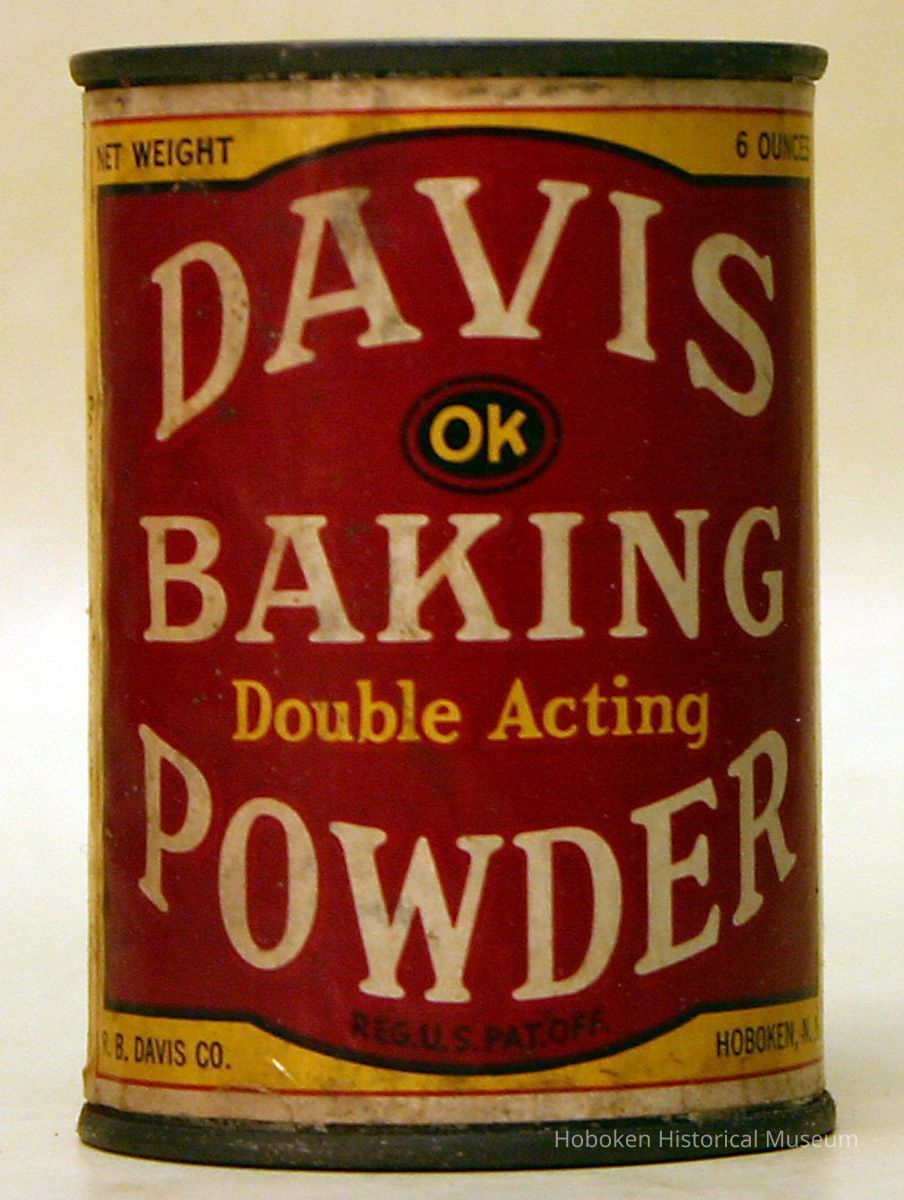 NET WEIGHT 6 OUNCES
DAVIS
OK
BAKING
Double Acting
POWDER
REG. U.S. PAT. OFF.
R. B. DAVIS CO. HOBOKEN, N.J.
Hoboken Historical Museum